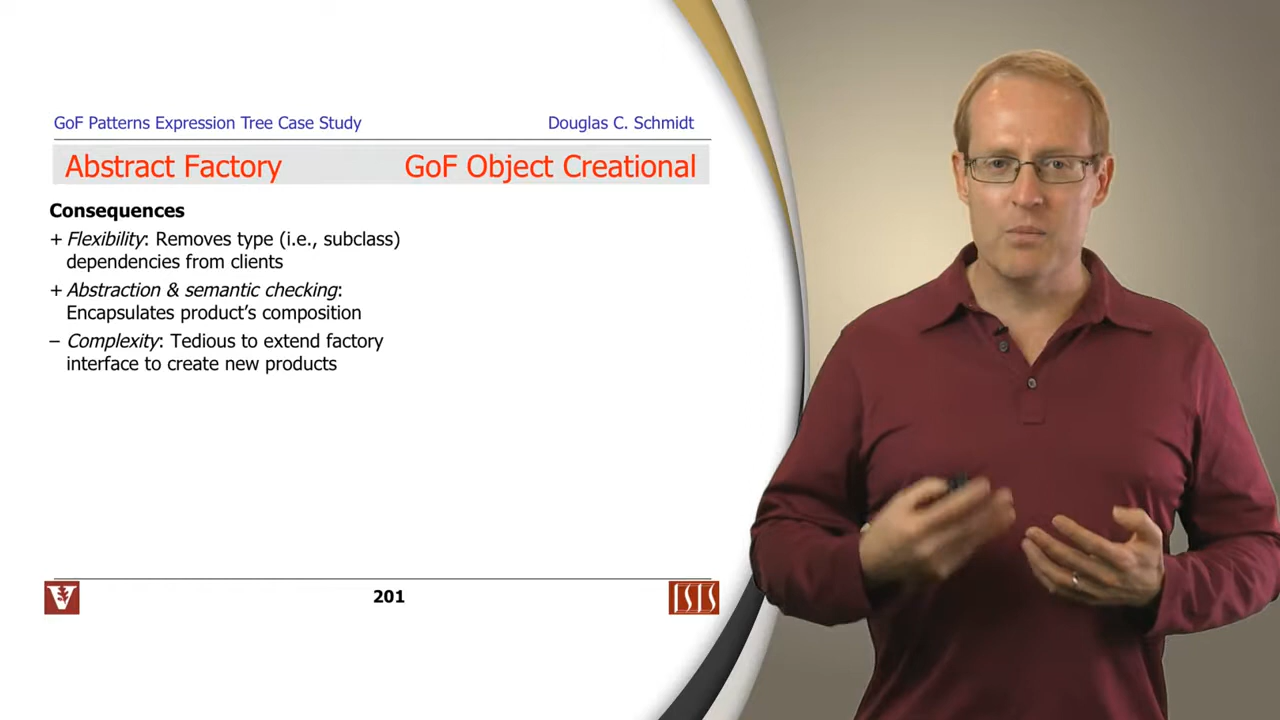 GoF Patterns Expression Tree Case Study Douglas C. Schmidt
Abstract Factory GoF Object Creational
Consequences
+ Flexibility: Removes type (i.e., subclass)
dependencies from clients
+ Abstraction & semantic checking:
Encapsulates product's composition
– Complexity: Tedious to extend factory
interface to create new products
V 201 ISIS